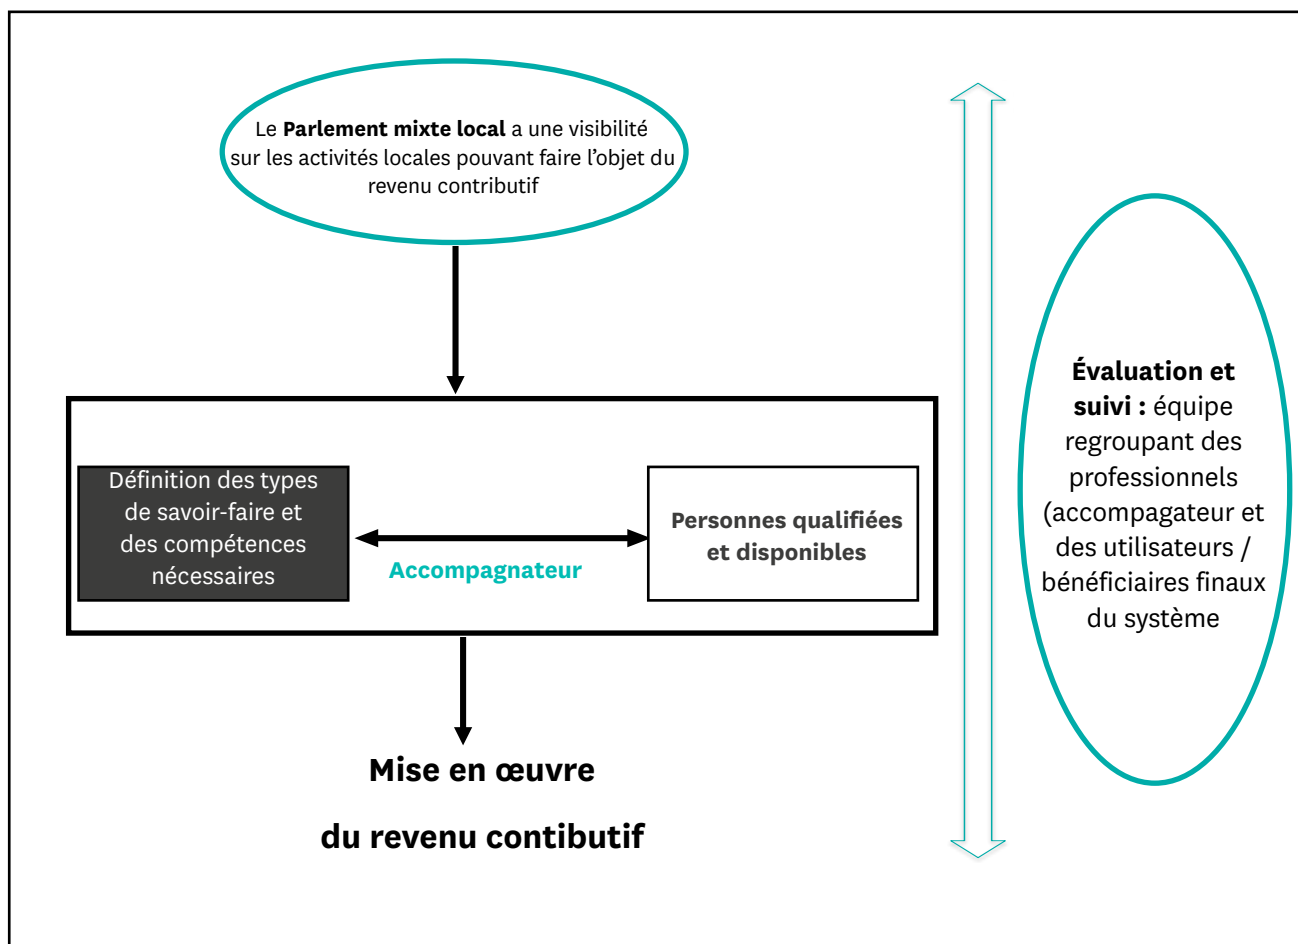 Le Parlement mixte local a une visibilité
sur les activités locales pouvant faire l’objet du
revenu contributif
Définition des types
de savoir-faire et
des compétences
nécessaires
Accompagnateur
Personnes qualifiées
et disponibles
Mise en œuvre
du revenu contibutif
Évaluation et
suivi : équipe
regroupant des
professionnels
(accompagateur et
des utilisateurs /
bénéficiaires finaux
du système